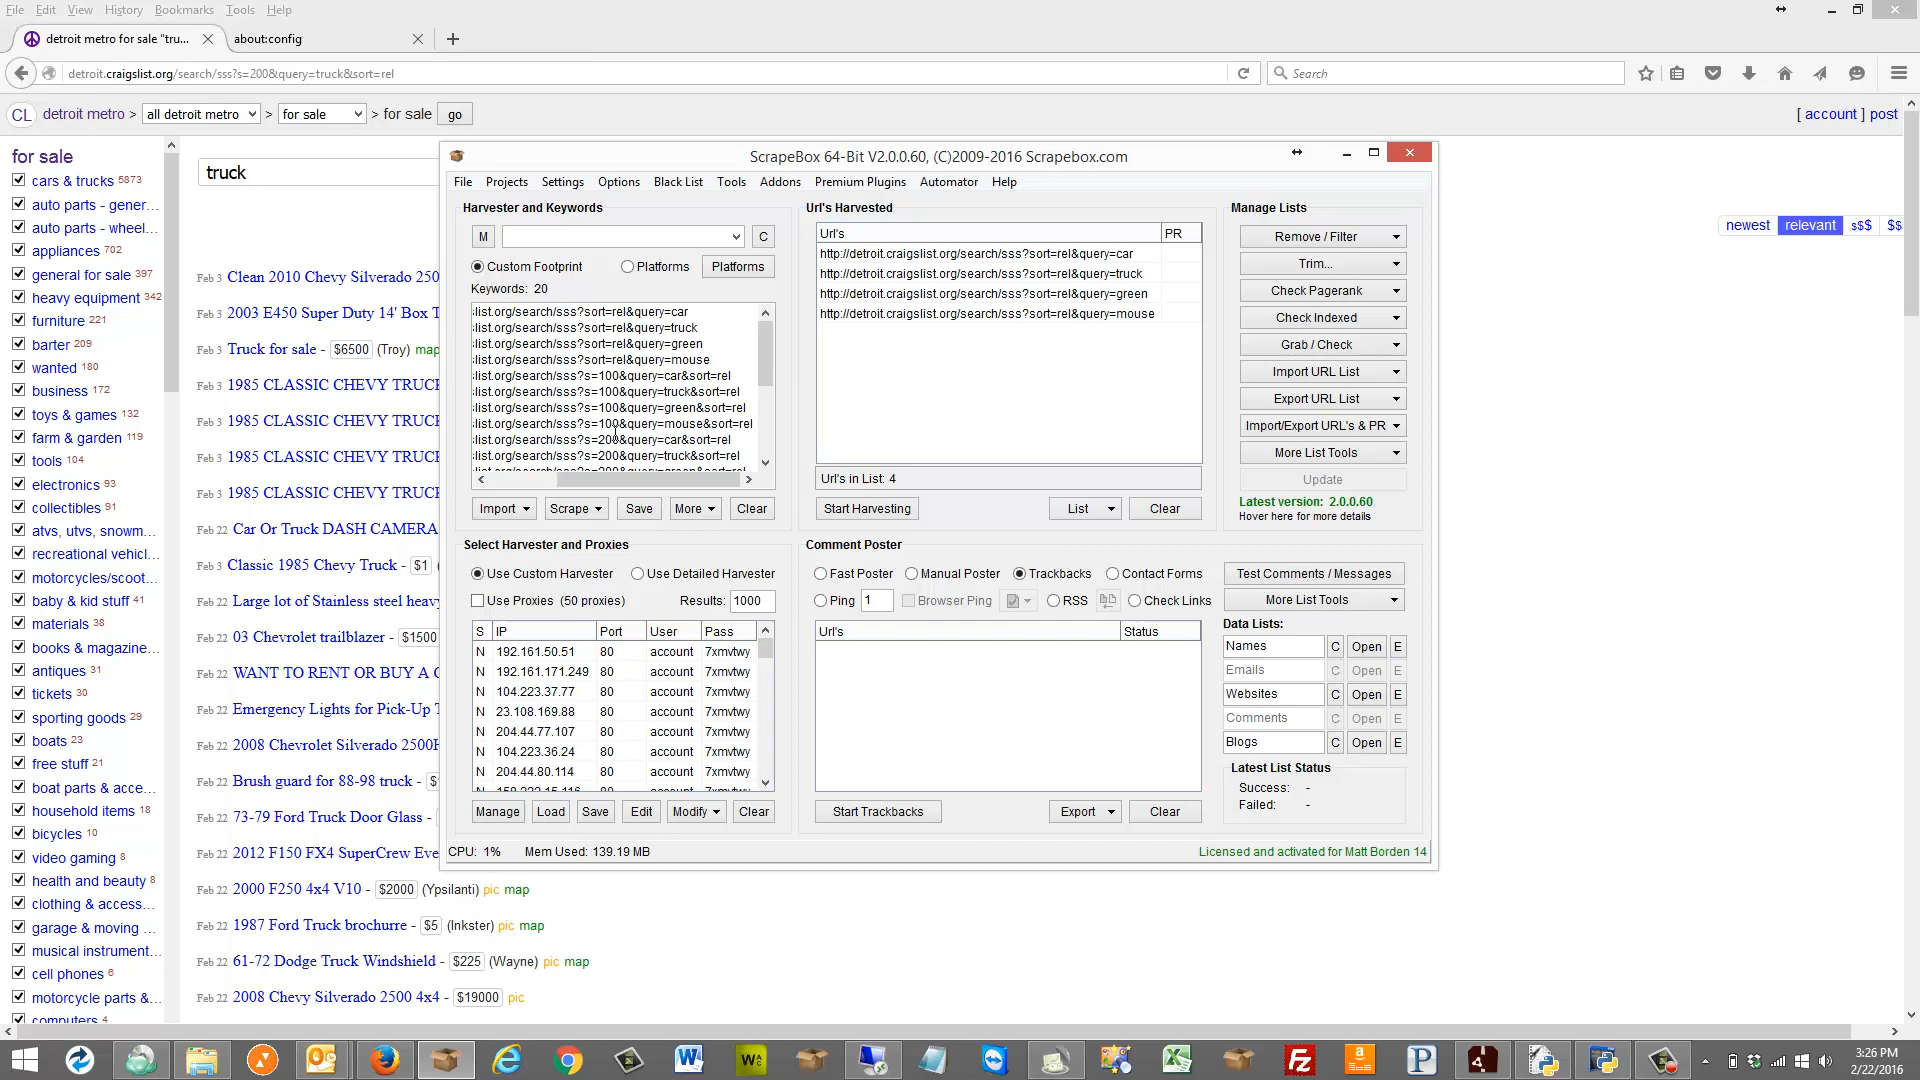 File Edit View History Bookmarks Tools Help
detroit metro for sale "tru...
about:config
detroit.craigslist.org/search/sss?s=200&query=truck&sort=rel
Search
CL detroit metro > all detroit metro > for sale > for sale go
[ account ] post
for sale
cars & trucks 5873
auto parts - gener...
auto parts - wheel...
appliances 702
general for sale 397
heavy equipment 342
furniture 221
barter 209
wanted 180
business 172
toys & games 132
farm & garden 119
tools 104
electronics 93
collectibles 91
atvs, utvs, snowm...
recreational vehicl...
motorcycles/scoot...
baby & kid stuff 41
materials 38
books & magazine...
antiques 31
tickets 30
sporting goods 29
boats 23
free stuff 21
boat parts & acce...
household items 18
bicycles 10
video gaming 8
health and beauty 8
clothing & access...
garage & moving ...
musical instrument...
cell phones 6
motorcycle parts &...
computers 4
truck
newest relevant $$$ $$
Feb 3 Clean 2010 Chevy Silverado 250
Feb 3 2003 E450 Super Duty 14' Box T
Feb 3 Truck for sale - $6500 (Troy) map
Feb 3 1985 CLASSIC CHEVY TRUCK
Feb 3 1985 CLASSIC CHEVY TRUCK
Feb 3 1985 CLASSIC CHEVY TRUCK
Feb 3 1985 CLASSIC CHEVY TRUCK
Feb 22 Car Or Truck DASH CAMERA
Feb 3 Classic 1985 Chevy Truck - $1 (
Feb 22 Large lot of Stainless steel heavy
Feb 22 03 Chevrolet trailblazer - $1500
Feb 22 WANT TO RENT OR BUY A C
Feb 22 Emergency Lights for Pick-Up T
Feb 22 2008 Chevrolet Silverado 2500H
Feb 22 Brush guard for 88-98 truck - $
Feb 22 73-79 Ford Truck Door Glass -
Feb 22 2012 F150 FX4 SuperCrew Eve
Feb 22 2000 F250 4x4 V10 - $2000 (Ypsilanti) pic map
Feb 22 1987 Ford Truck brochurre - $5 (Inkster) pic map
Feb 22 61-72 Dodge Truck Windshield - $225 (Wayne) pic map
Feb 22 2008 Chevy Silverado 2500 4x4 - $19000 pic
ScrapeBox 64-Bit V2.0.0.60, (C)2009-2016 Scrapebox.com
File Projects Settings Options Black List Tools Addons Premium Plugins Automator Help
Harvester and Keywords
M C
Custom Footprint Platforms Platforms
Keywords: 20
slist.org/search/sss?sort=rel&query=car
slist.org/search/sss?sort=rel&query=truck
slist.org/search/sss?sort=rel&query=green
slist.org/search/sss?sort=rel&query=mouse
slist.org/search/sss?s=100&query=car&sort=rel
slist.org/search/sss?s=100&query=truck&sort=rel
slist.org/search/sss?s=100&query=green&sort=rel
slist.org/search/sss?s=100&query=mouse&sort=rel
slist.org/search/sss?s=200&query=car&sort=rel
slist.org/search/sss?s=200&query=truck&sort=rel
slist.org/search/sss?s=200&query=green&sort=rel
Import Scrape Save More Clear
Url's Harvested
Url's PR
http://detroit.craigslist.org/search/sss?sort=rel&query=car
http://detroit.craigslist.org/search/sss?sort=rel&query=truck
http://detroit.craigslist.org/search/sss?sort=rel&query=green
http://detroit.craigslist.org/search/sss?sort=rel&query=mouse
Url's in List: 4
Start Harvesting List Clear
Manage Lists
Remove / Filter
Trim...
Check Pagerank
Check Indexed
Grab / Check
Import URL List
Export URL List
Import/Export URL's & PR
More List Tools
Update
Latest version: 2.0.0.60
Hover here for more details
Select Harvester and Proxies
Use Custom Harvester Use Detailed Harvester
Use Proxies (50 proxies) Results: 1000
S IP Port User Pass
N 192.161.50.51 80 account 7xmvtwy
N 192.161.171.249 80 account 7xmvtwy
N 104.223.37.77 80 account 7xmvtwy
N 23.108.169.88 80 account 7xmvtwy
N 204.44.77.107 80 account 7xmvtwy
N 104.223.36.24 80 account 7xmvtwy
N 204.44.80.114 80 account 7xmvtwy
Manage Load Save Edit Modify Clear
Comment Poster
Fast Poster Manual Poster Trackbacks Contact Forms
Ping 1 Browser Ping RSS Check Links
Url's Status
Start Trackbacks Export Clear
Test Comments / Messages
More List Tools
Data Lists:
Names C Open E
Emails C Open E
Websites C Open E
Comments C Open E
Blogs C Open E
Latest List Status
Success: -
Failed: -
CPU: 1% Mem Used: 139.19 MB
Licensed and activated for Matt Borden 14
3:26 PM
2/22/2016